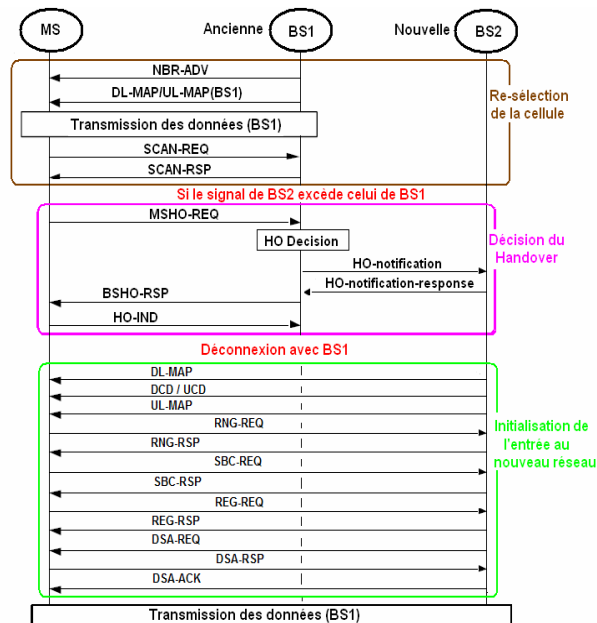 MS
Ancienne
BS1
Nouvelle
BS2
NBR-ADV
DL-MAP/UL-MAP(BS1)
Transmission des données (BS1)
SCAN-REQ
SCAN-RSP
Re-sélection
de la cellule
Si le signal de BS2 excéde celui de BS1
MSHO-REQ
HO Decision
HO-notification
HO-notification-response
BSHO-RSP
HO-IND
Décision du
Handover
Déconnexion avec BS1
DL-MAP
DCD / UCD
UL-MAP
RNG-REQ
RNG-RSP
SBC-REQ
SBC-RSP
REG-REQ
REG-RSP
DSA-REQ
DSA-RSP
DSA-ACK
Initialisation de
l'entrée au
nouveau réseau
Transmission des données (BS1)